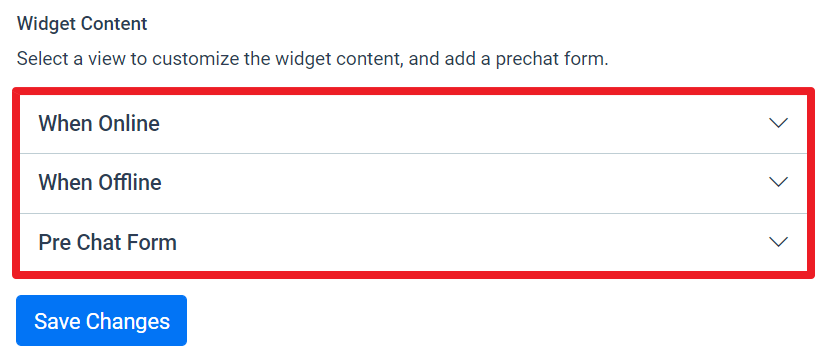 Widget Content
Select a view to customize the widget content, and add a prechat form.
When Online
When Offline
Pre Chat Form
Save Changes